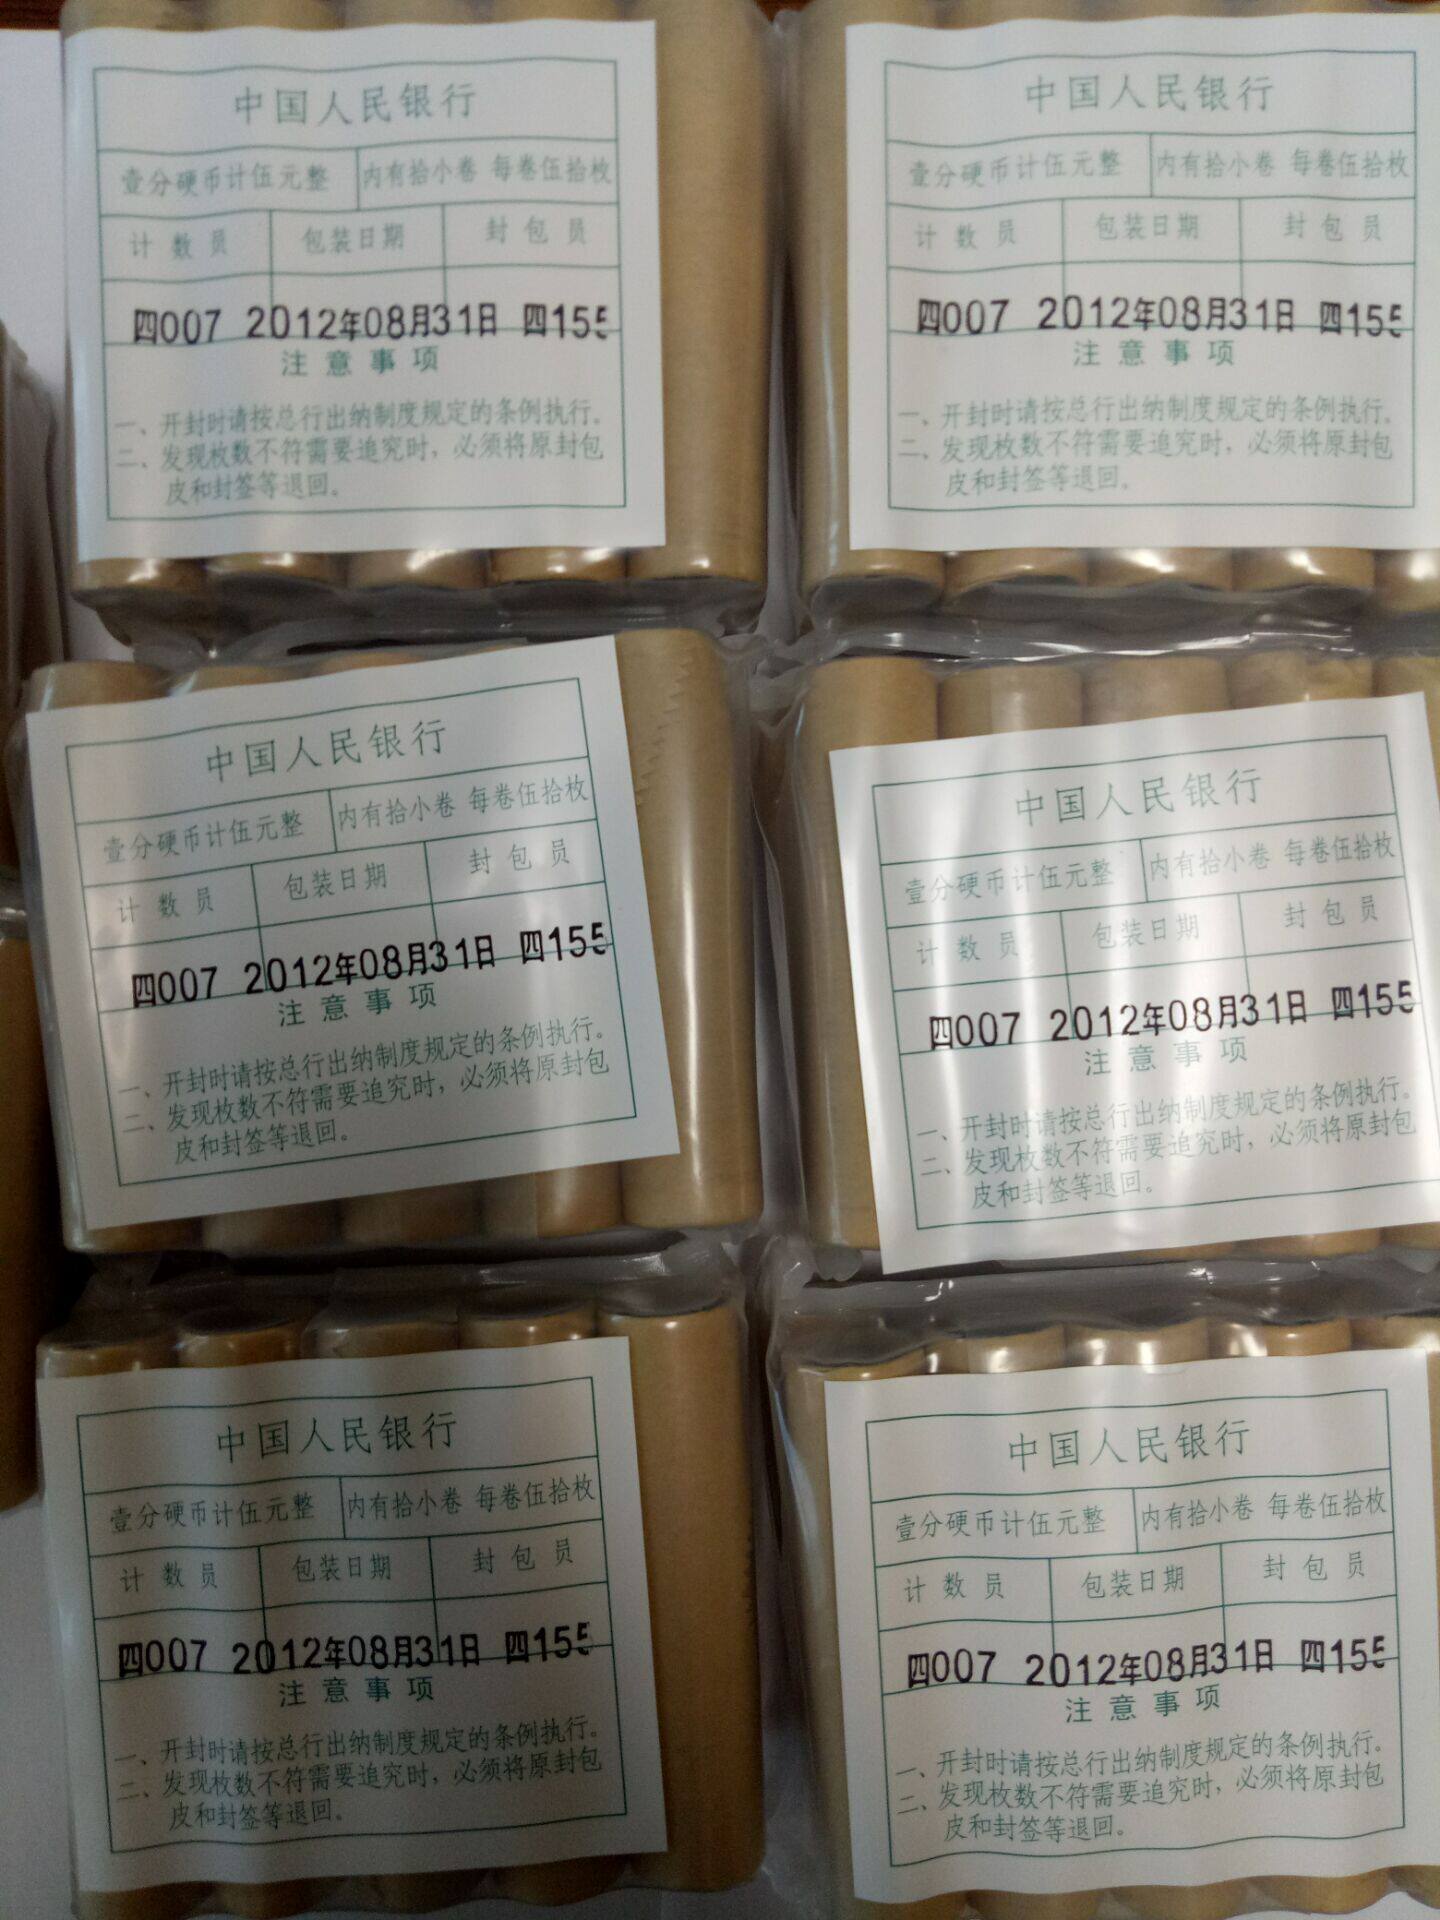 中国人民银行
壹分硬币计伍元整 内有拾小卷 每卷伍拾枚
计数员 包装日期 封包员
四007 2012年08月31日 四155
注意事项
一、开封时请按总行出纳制度规定的条例执行。
二、发现枚数不符需要追究时，必须将原封包
皮和封签等退回。
中国人民银行
壹分硬币计伍元整 内有拾小卷 每卷伍拾枚
计数员 包装日期 封包员
四007 2012年08月31日 四155
注意事项
一、开封时请按总行出纳制度规定的条例执行。
二、发现枚数不符需要追究时，必须将原封包
皮和封签等退回。
中国人民银行
壹分硬币计伍元整 内有拾小卷 每卷伍拾枚
计数员 包装日期 封包员
四007 2012年08月31日 四155
注意事项
一、开封时请按总行出纳制度规定的条例执行。
二、发现枚数不符需要追究时，必须将原封包
皮和封签等退回。
中国人民银行
壹分硬币计伍元整 内有拾小卷 每卷伍拾枚
计数员 包装日期 封包员
四007 2012年08月31日 四155
注意事项
一、开封时请按总行出纳制度规定的条例执行。
二、发现枚数不符需要追究时，必须将原封包
皮和封签等退回。
中国人民银行
壹分硬币计伍元整 内有拾小卷 每卷伍拾枚
计数员 包装日期 封包员
四007 2012年08月31日 四155
注意事项
一、开封时请按总行出纳制度规定的条例执行。
二、发现枚数不符需要追究时，必须将原封包
皮和封签等退回。
中国人民银行
壹分硬币计伍元整 内有拾小卷 每卷伍拾枚
计数员 包装日期 封包员
四007 2012年08月31日 四155
注意事项
一、开封时请按总行出纳制度规定的条例执行。
二、发现枚数不符需要追究时，必须将原封包
皮和封签等退回。